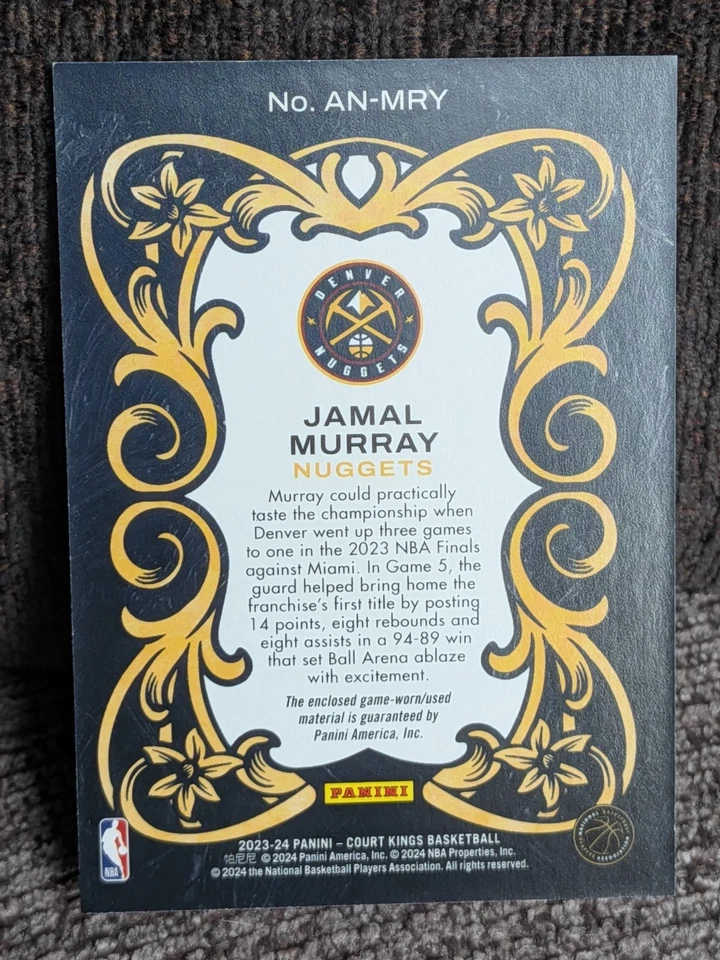 No. AN-MRY
DENVER
NUGGETS
JAMAL
MURRAY
NUGGETS
Murray could practically
taste the championship when
Denver went up three games
to one in the 2023 NBA Finals
against Miami. In Game 5, the
guard helped bring home the
franchise's first title by posting
14 points, eight rebounds and
eight assists in a 94-89 win
that set Ball Arena ablaze
with excitement.
The enclosed game-worn/used
material is guaranteed by
Panini America, Inc.
PANINI
2023-24 PANINI – COURT KINGS BASKETBALL
帕尼尼 © 2024 Panini America, Inc. © 2024 NBA Properties, Inc.
© 2024 the National Basketball Players Association. All rights reserved.
NBA
NATIONAL BASKETBALL
PLAYERS ASSOCIATION